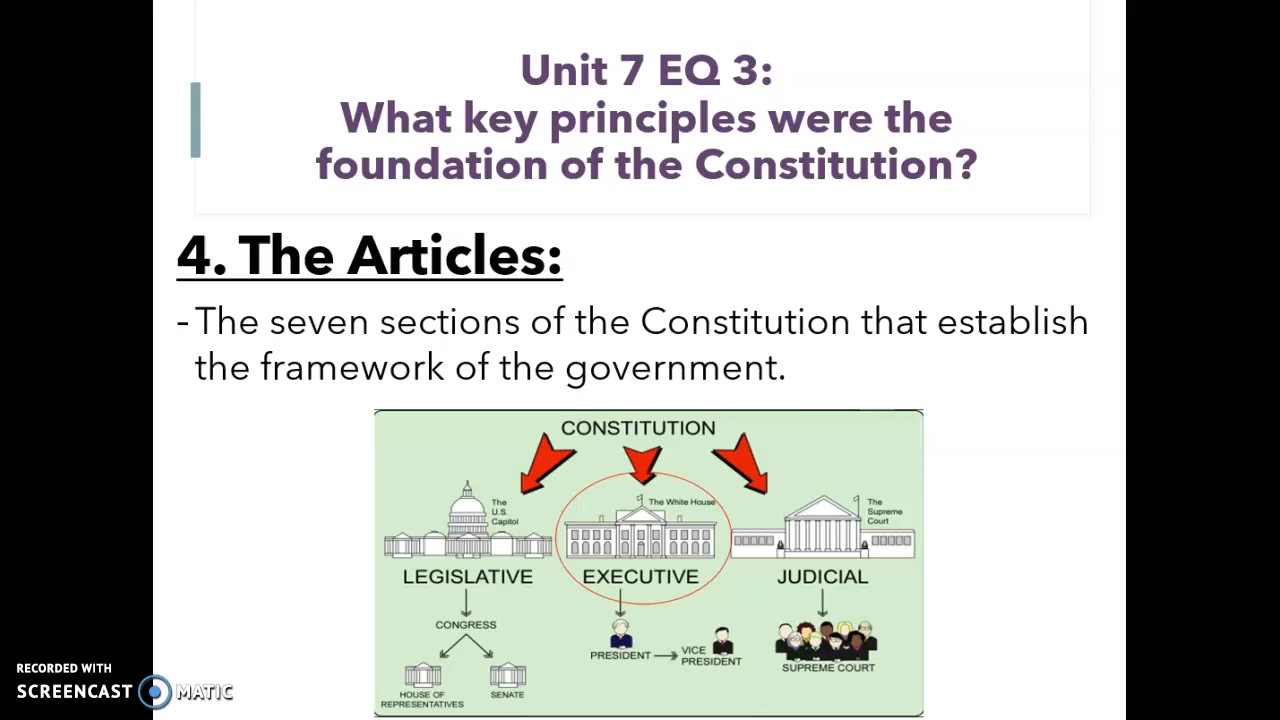 Unit 7 EQ 3:
What key principles were the
foundation of the Constitution?
4. The Articles:
- The seven sections of the Constitution that establish
the framework of the government.
CONSTITUTION
The
U.S.
Capitol
The White House
The
Supreme
Court
LEGISLATIVE
EXECUTIVE
JUDICIAL
CONGRESS
HOUSE OF
REPRESENTATIVES
SENATE
PRESIDENT
VICE
PRESIDENT
SUPREME COURT
RECORDED WITH
SCREENCAST MATIC